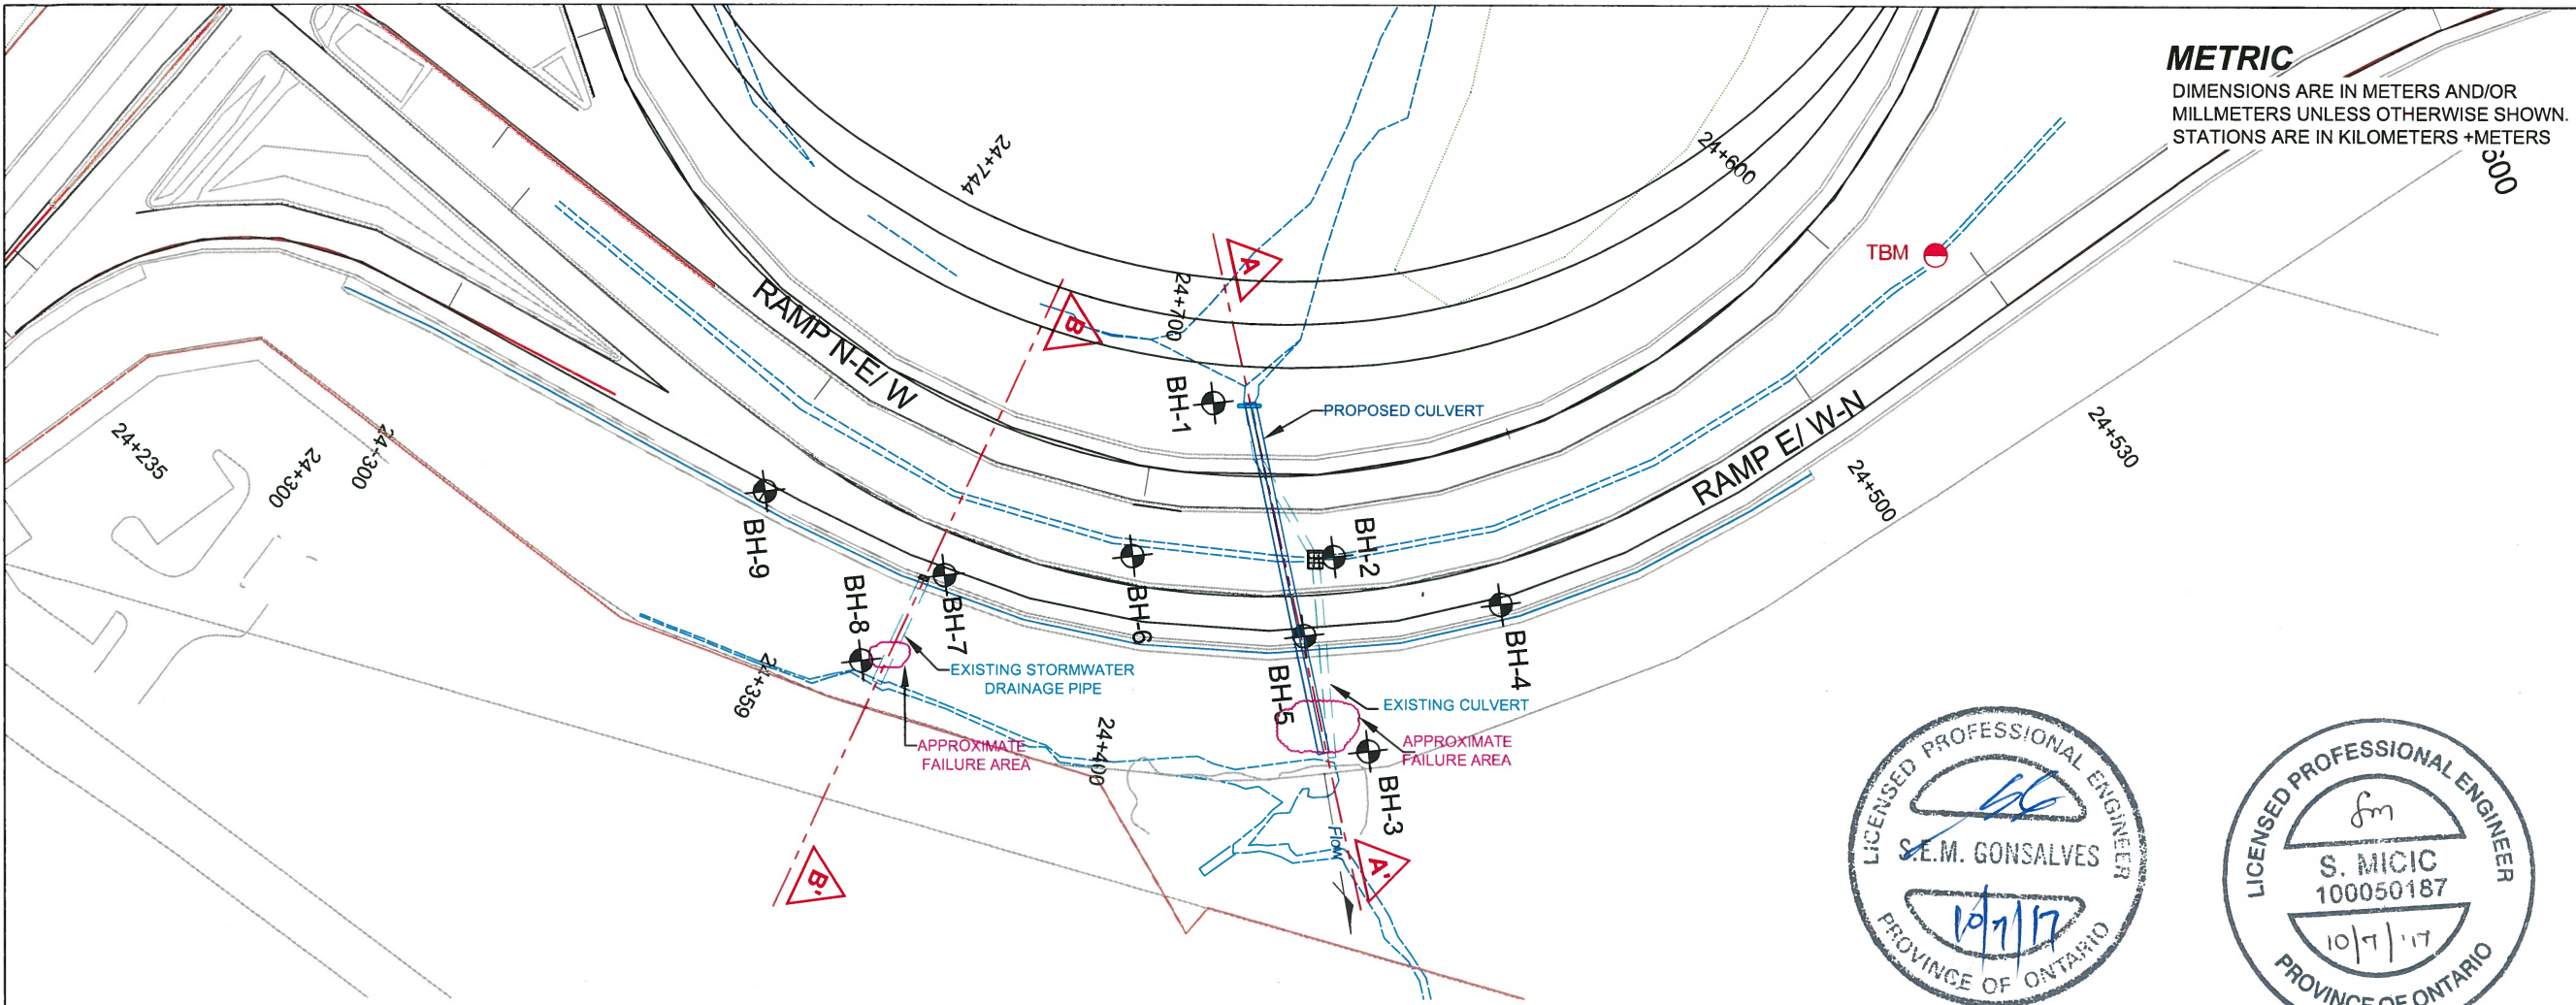 METRIC
DIMENSIONS ARE IN METERS AND/OR
MILLMETERS UNLESS OTHERWISE SHOWN.
STATIONS ARE IN KILOMETERS +METERS
24+744
24+600
TBM
A
24+700
B
RAMP N-E/ W
BH-1
PROPOSED CULVERT
RAMP E/ W-N
24+530
24+500
24+235
24+300
24+300
BH-9
BH-2
BH-8
BH-7
BH-6
BH-4
EXISTING STORMWATER
DRAINAGE PIPE
BH-5
EXISTING CULVERT
24+359
24+400
APPROXIMATE
FAILURE AREA
APPROXIMATE
FAILURE AREA
BH-3
Flow
A'
B'
LICENSED PROFESSIONAL ENGINEER
S.E.M. GONSALVES
10/7/17
PROVINCE OF ONTARIO
LICENSED PROFESSIONAL ENGINEER
S. MICIC
100050187
10/7/'17
PROVINCE OF ONTARIO